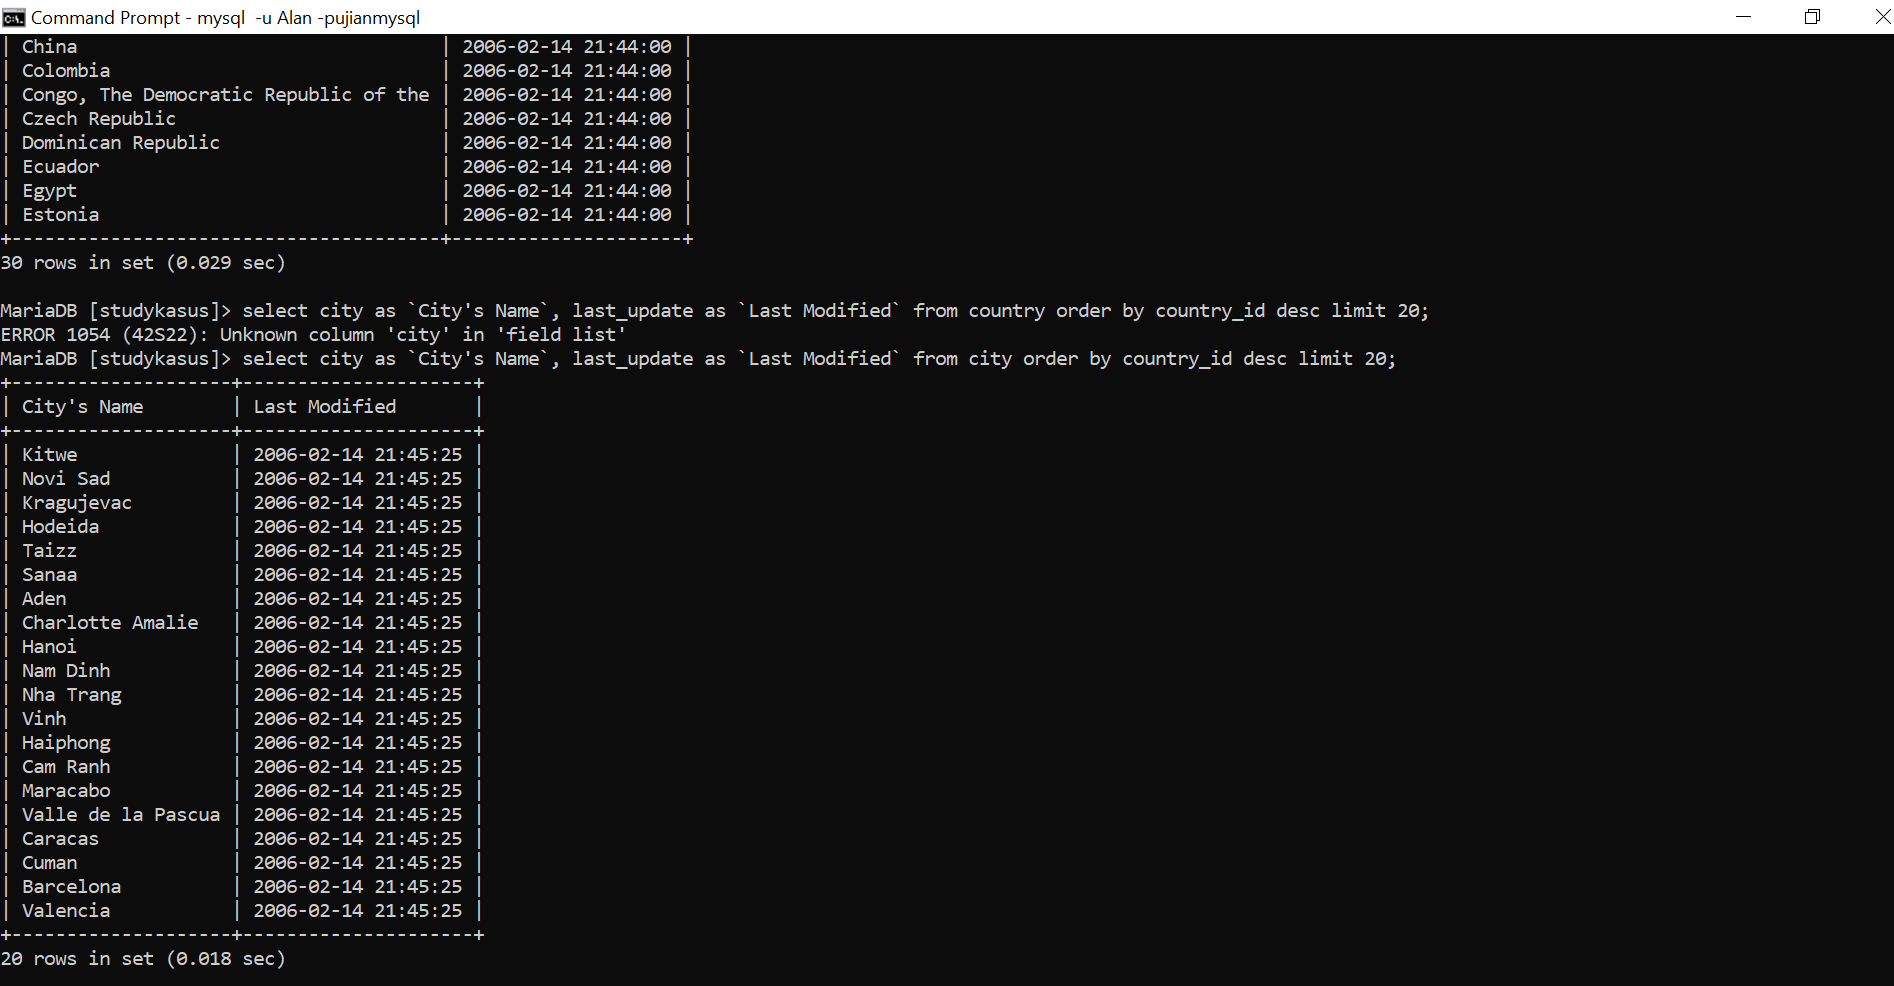 Command Prompt - mysql  -u Alan -pujianmysql
| China                                 | 2006-02-14 21:44:00 |
| Colombia                              | 2006-02-14 21:44:00 |
| Congo, The Democratic Republic of the | 2006-02-14 21:44:00 |
| Czech Republic                        | 2006-02-14 21:44:00 |
| Dominican Republic                    | 2006-02-14 21:44:00 |
| Ecuador                               | 2006-02-14 21:44:00 |
| Egypt                                 | 2006-02-14 21:44:00 |
| Estonia                               | 2006-02-14 21:44:00 |
+---------------------------------------+---------------------+
30 rows in set (0.029 sec)
MariaDB [studykasus]> select city as `City's Name`, last_update as `Last Modified` from country order by country_id desc limit 20;
ERROR 1054 (42S22): Unknown column 'city' in 'field list'
MariaDB [studykasus]> select city as `City's Name`, last_update as `Last Modified` from city order by country_id desc limit 20;
+--------------------+---------------------+
| City's Name        | Last Modified       |
+--------------------+---------------------+
| Kitwe              | 2006-02-14 21:45:25 |
| Novi Sad           | 2006-02-14 21:45:25 |
| Kragujevac         | 2006-02-14 21:45:25 |
| Hodeida            | 2006-02-14 21:45:25 |
| Taizz              | 2006-02-14 21:45:25 |
| Sanaa              | 2006-02-14 21:45:25 |
| Aden               | 2006-02-14 21:45:25 |
| Charlotte Amalie   | 2006-02-14 21:45:25 |
| Hanoi              | 2006-02-14 21:45:25 |
| Nam Dinh           | 2006-02-14 21:45:25 |
| Nha Trang          | 2006-02-14 21:45:25 |
| Vinh               | 2006-02-14 21:45:25 |
| Haiphong           | 2006-02-14 21:45:25 |
| Cam Ranh           | 2006-02-14 21:45:25 |
| Maracabo           | 2006-02-14 21:45:25 |
| Valle de la Pascua | 2006-02-14 21:45:25 |
| Caracas            | 2006-02-14 21:45:25 |
| Cuman              | 2006-02-14 21:45:25 |
| Barcelona          | 2006-02-14 21:45:25 |
| Valencia           | 2006-02-14 21:45:25 |
+--------------------+---------------------+
20 rows in set (0.018 sec)